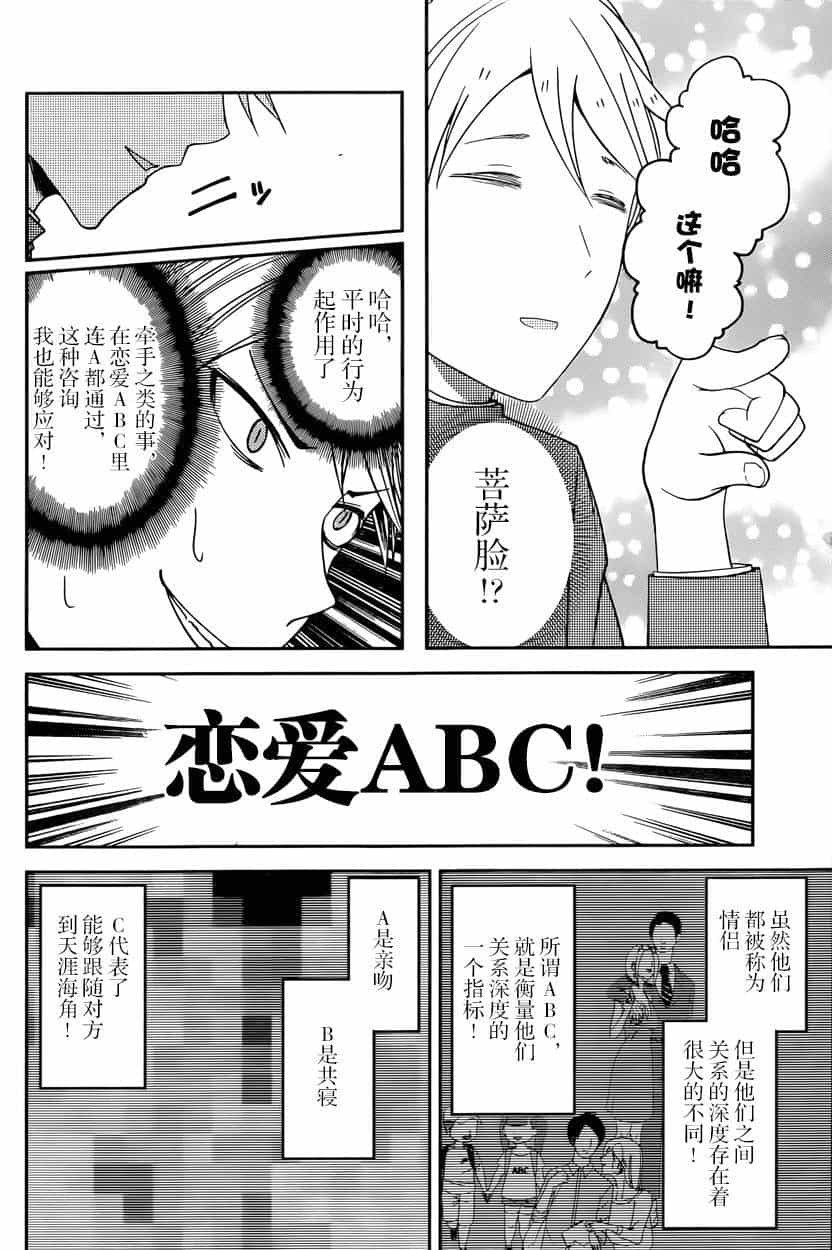 哈哈
这个嘛！
菩萨脸!?
哈哈，
平时的行为
起作用了
牵手之类的事，
在恋爱ABC里
连A都通过，
这种咨询
我也能够应对！
恋爱ABC!
虽然他们
都被称为
情侣
但是他们之间
关系的深度存在着
很大的不同！
所谓ABC，
就是衡量他们
关系深度的
一个指标！
ABC
A是亲吻
B是共寝
C代表了
能够跟随对方
到天涯海角！